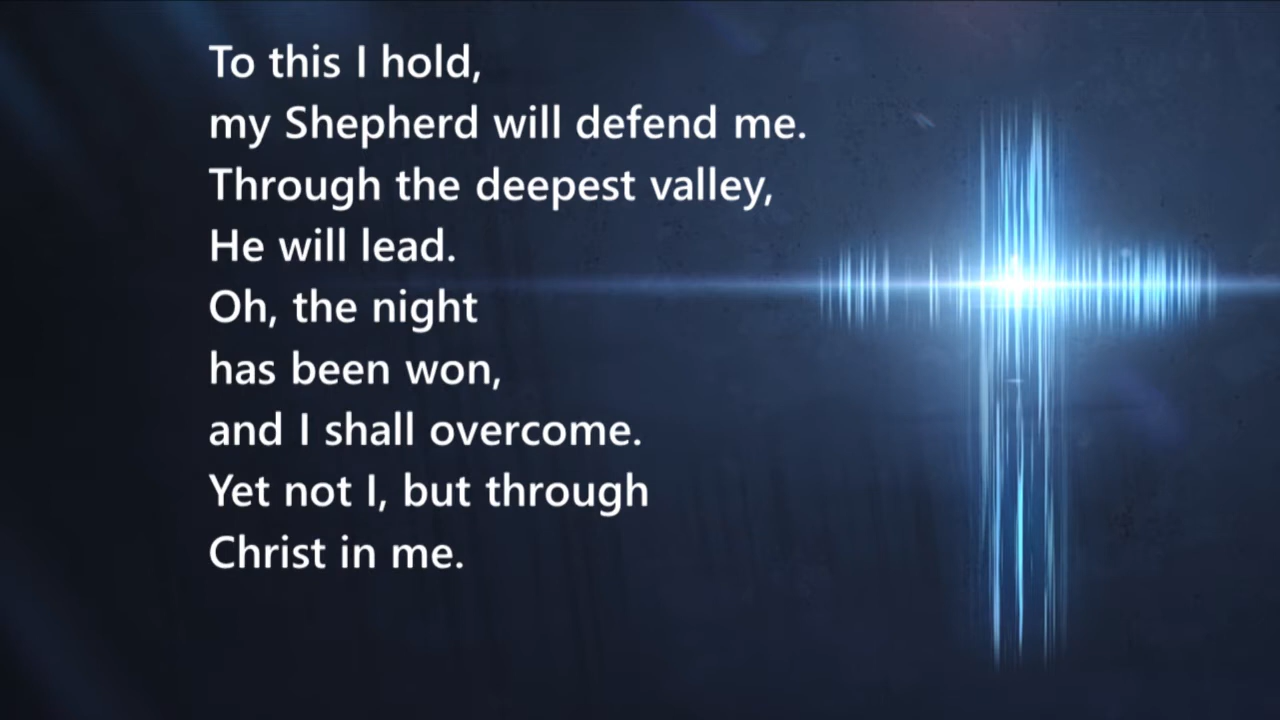 To this I hold,
my Shepherd will defend me.
Through the deepest valley,
He will lead.
Oh, the night
has been won,
and I shall overcome.
Yet not I, but through
Christ in me.